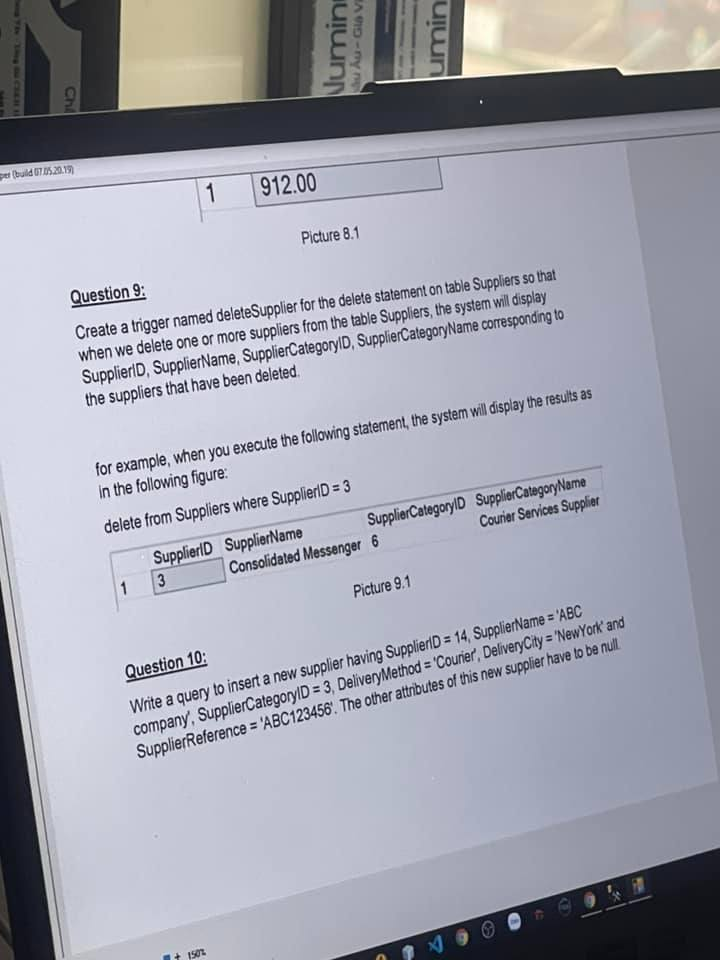 Numin
umin
Chấ
per (build 07.05.20.19)
1 912.00
Picture 8.1
Question 9:
Create a trigger named deleteSupplier for the delete statement on table Suppliers so that
when we delete one or more suppliers from the table Suppliers, the system will display
SupplierID, SupplierName, SupplierCategoryID, SupplierCategoryName corresponding to
the suppliers that have been deleted.
for example, when you execute the following statement, the system will display the results as
in the following figure:
delete from Suppliers where SupplierID = 3
SupplierID SupplierName SupplierCategoryID SupplierCategoryName
1 3 Consolidated Messenger 6 Courier Services Supplier
Picture 9.1
Question 10:
Write a query to insert a new supplier having SupplierID = 14, SupplierName = 'ABC
company', SupplierCategoryID = 3, DeliveryMethod = 'Courier', DeliveryCity = 'NewYork' and
SupplierReference = 'ABC123456'. The other attributes of this new supplier have to be null.
+ 150%